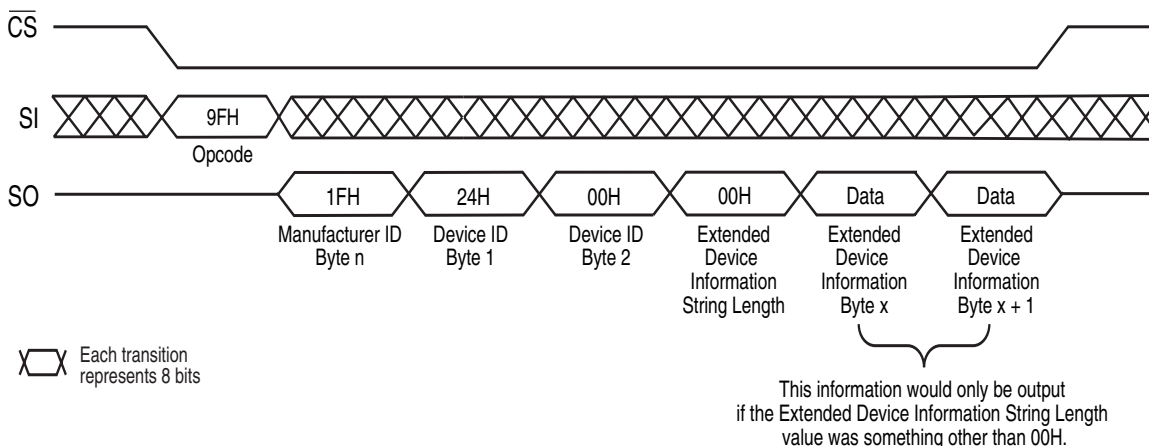 CS
SI
9FH
Opcode
SO
1FH
24H
00H
00H
Data
Data
Manufacturer ID
Byte n
Device ID
Byte 1
Device ID
Byte 2
Extended
Device
Information
String Length
Extended
Device
Information
Byte x
Extended
Device
Information
Byte x + 1
Each transition
represents 8 bits
This information would only be output
if the Extended Device Information String Length
value was something other than 00H.